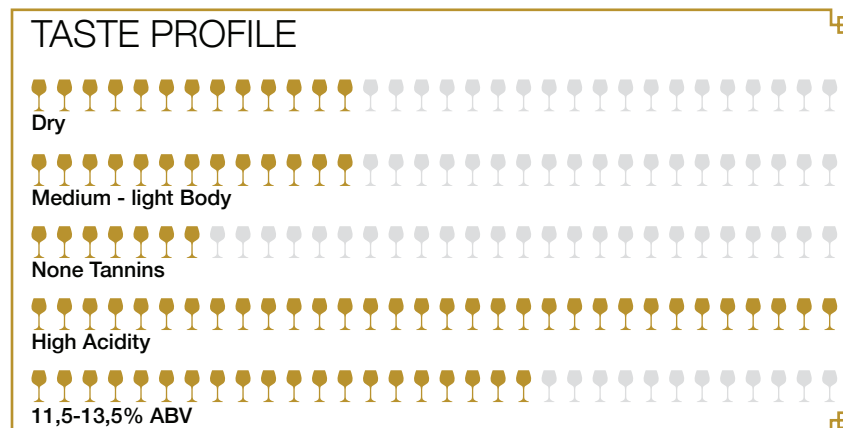 TASTE PROFILE
Dry
Medium - light Body
None Tannins
High Acidity
11,5-13,5% ABV